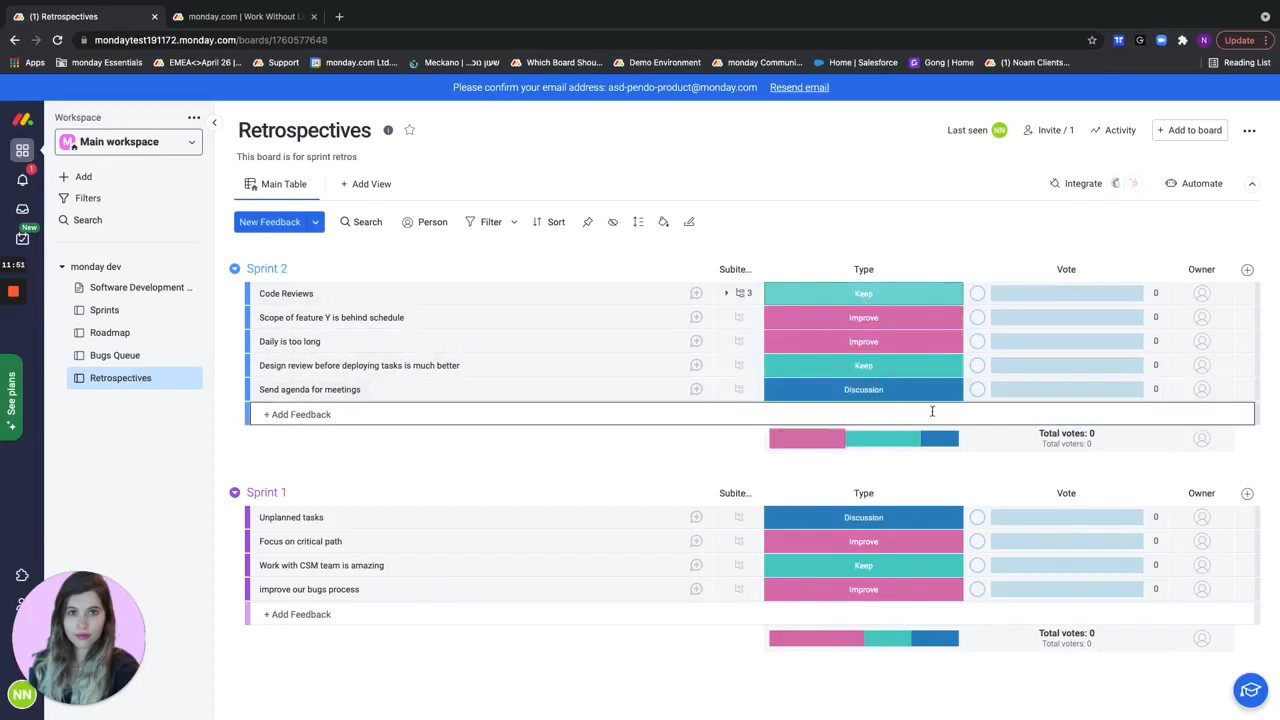 (1) Retrospectives
monday.com | Work Without Li
mondaytest191172.monday.com/boards/1760577648
N
Update
Apps
monday Essentials
EMEA<>April 26 |...
Support
monday.com Ltd....
Meckano |
Which Board Shou...
Demo Environment
monday Communi...
Home | Salesforce
Gong | Home
(1) Noam Clients...
Reading List
Please confirm your email address: asd-pendo-product@monday.com Resend email
Workspace
M Main workspace
Add
Filters
Search
monday dev
Software Development ...
Sprints
Roadmap
Bugs Queue
Retrospectives
1
New
11:51
See plans
NN
Retrospectives
Last seen NN
Invite / 1
Activity
+ Add to board
This board is for sprint retros
Main Table
+ Add View
Integrate
Automate
New Feedback
Search
Person
Filter
Sort
Sprint 2 Subite... Type Vote Owner
Code Reviews 3 Keep 0
Scope of feature Y is behind schedule Improve 0
Daily is too long Improve 0
Design review before deploying tasks is much better Keep 0
Send agenda for meetings Discussion 0
+ Add Feedback
Total votes: 0
Total voters: 0
Sprint 1 Subite... Type Vote Owner
Unplanned tasks Discussion 0
Focus on critical path Improve 0
Work with CSM team is amazing Keep 0
improve our bugs process Improve 0
+ Add Feedback
Total votes: 0
Total voters: 0